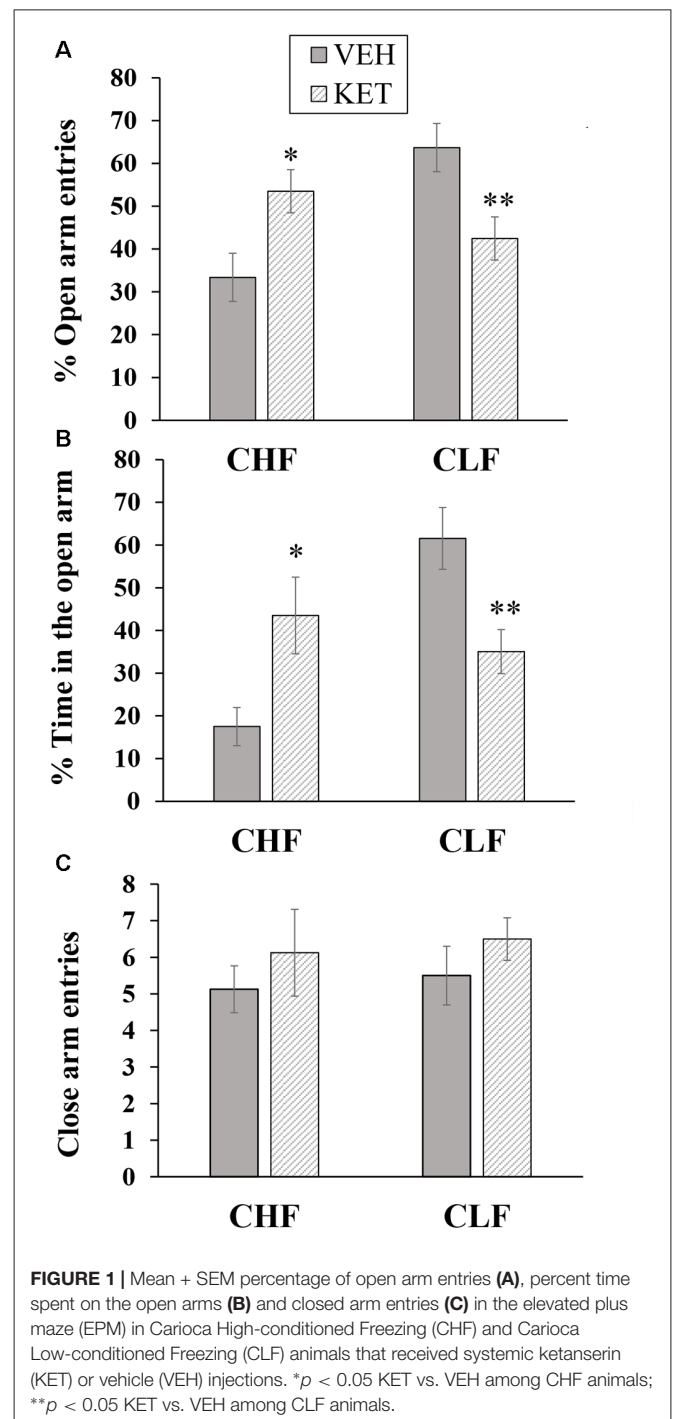 A
VEH
KET
% Open arm entries
80
70
60
50
40
30
20
10
0
*
**
CHF CLF
B
% Time in the open arm
80
70
60
50
40
30
20
10
0
*
**
CHF CLF
C
Close arm entries
8
7
6
5
4
3
2
1
0
CHF CLF
FIGURE 1 | Mean + SEM percentage of open arm entries (A), percent time
spent on the open arms (B) and closed arm entries (C) in the elevated plus
maze (EPM) in Carioca High-conditioned Freezing (CHF) and Carioca
Low-conditioned Freezing (CLF) animals that received systemic ketanserin
(KET) or vehicle (VEH) injections. *p < 0.05 KET vs. VEH among CHF animals;
**p < 0.05 KET vs. VEH among CLF animals.